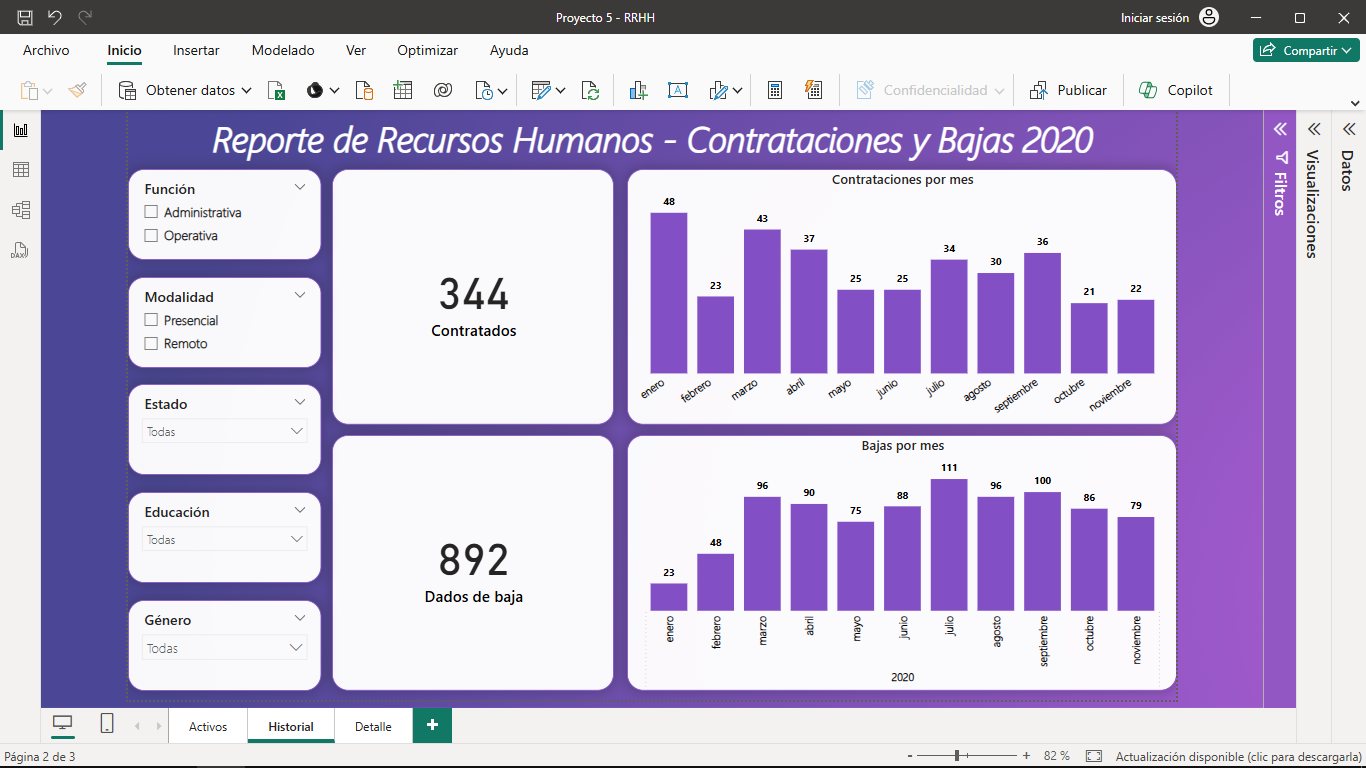 Proyecto 5 - RRHH
Iniciar sesión
Archivo Inicio Insertar Modelado Ver Optimizar Ayuda
Compartir
Obtener datos
Confidencialidad
Publicar
Copilot
Reporte de Recursos Humanos - Contrataciones y Bajas 2020
Función
Administrativa
Operativa
Modalidad
Presencial
Remoto
Estado
Todas
Educación
Todas
Género
Todas
344
Contratados
892
Dados de baja
Contrataciones por mes
48 23 43 37 25 25 34 30 36 21 22
enero febrero marzo abril mayo junio julio agosto septiembre octubre noviembre
Bajas por mes
23 48 96 90 75 88 111 96 100 86 79
enero febrero marzo abril mayo junio julio agosto septiembre octubre noviembre
2020
Filtros
Visualizaciones
Datos
DAX
Activos Historial Detalle +
Página 2 de 3
- + 82 %
Actualización disponible (clic para descargarla)